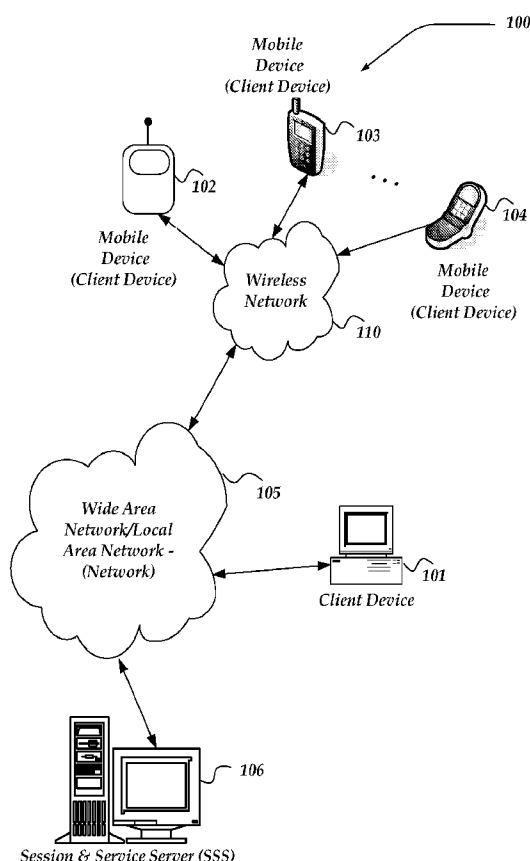 100
Mobile
Device
(Client Device)
103
102
104
Mobile
Device
(Client Device)
Mobile
Device
(Client Device)
Wireless
Network
110
105
Wide Area
Network/Local
Area Network -
(Network)
101
Client Device
106
Session & Service Server (SSS)